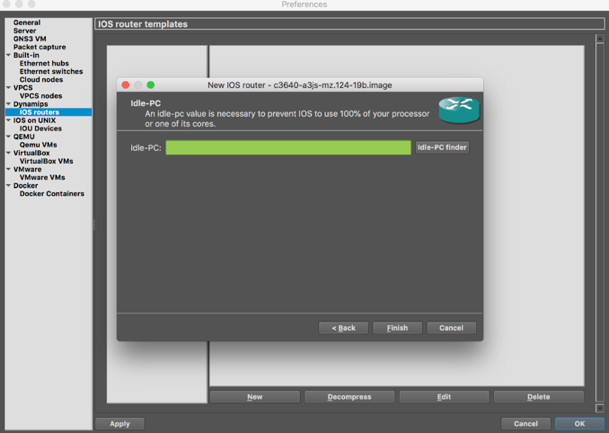 Preferences
General
Server
GNS3 VM
Packet capture
Built-in
Ethernet hubs
Ethernet switches
Cloud nodes
VPCS
VPCS nodes
Dynamips
IOS routers
IOS on UNIX
IOU Devices
QEMU
Qemu VMs
VirtualBox
VirtualBox VMs
VMware
VMware VMs
Docker
Docker Containers
IOS router templates
New IOS router - c3640-a3js-mz.124-19b.image
Idle-PC
An idle-pc value is necessary to prevent IOS to use 100% of your processor
or one of its cores.
Idle-PC: Idle-PC finder
< Back Finish Cancel
New Decompress Edit Delete
Apply Cancel OK